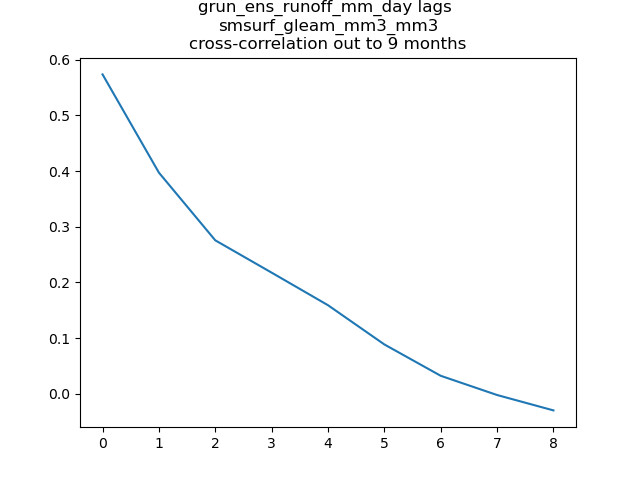 grun_ens_runoff_mm_day lags
smsurf_gleam_mm3_mm3
cross-correlation out to 9 months
0.6
0.5
0.4
0.3
0.2
0.1
0.0
0 1 2 3 4 5 6 7 8